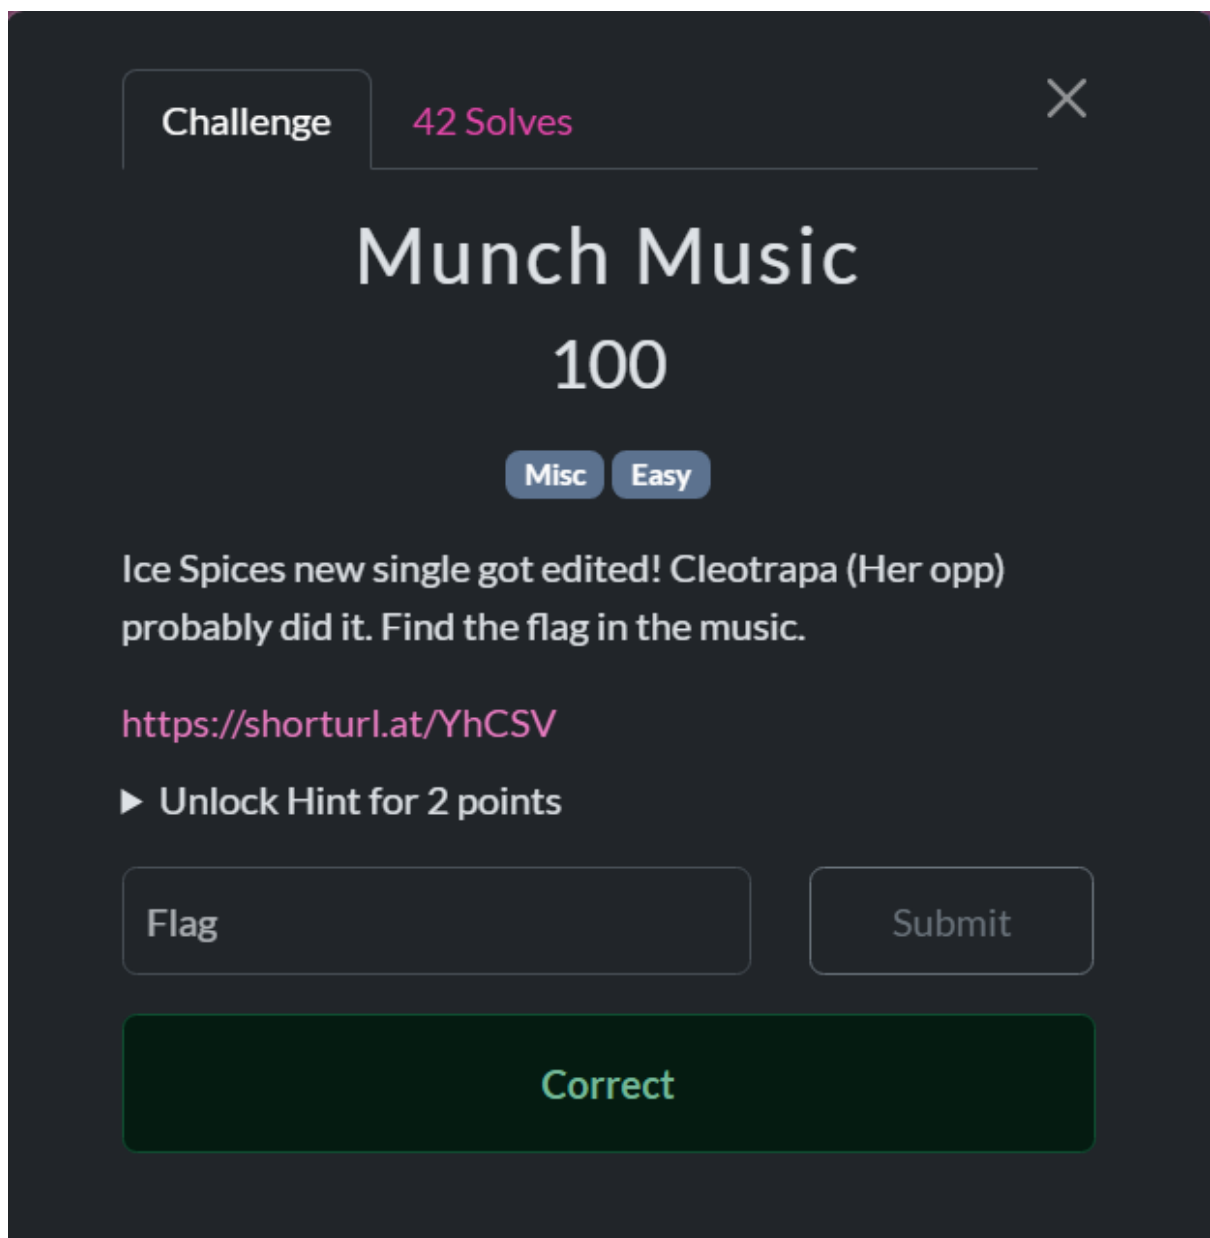 Challenge
42 Solves
Munch Music
100
Misc Easy
Ice Spices new single got edited! Cleotrapa (Her opp)
probably did it. Find the flag in the music.
https://shorturl.at/YhCSV
▶ Unlock Hint for 2 points
Flag
Submit
Correct